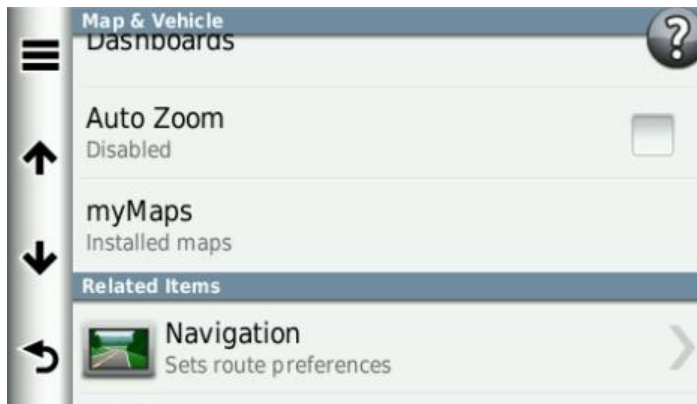 Map & Vehicle
Dashboards
?
Auto Zoom
Disabled
myMaps
Installed maps
Related Items
Navigation
Sets route preferences